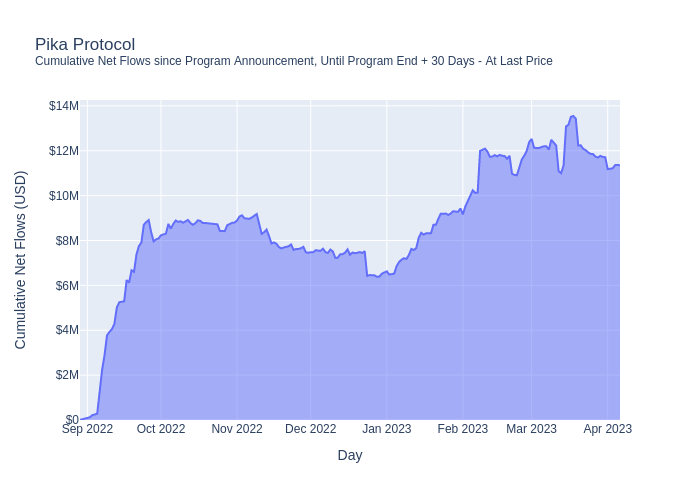 Pika Protocol
Cumulative Net Flows since Program Announcement, Until Program End + 30 Days - At Last Price
$14M
$12M
$10M
$8M
$6M
$4M
$2M
$0
Cumulative Net Flows (USD)
Sep 2022 Oct 2022 Nov 2022 Dec 2022 Jan 2023 Feb 2023 Mar 2023 Apr 2023
Day